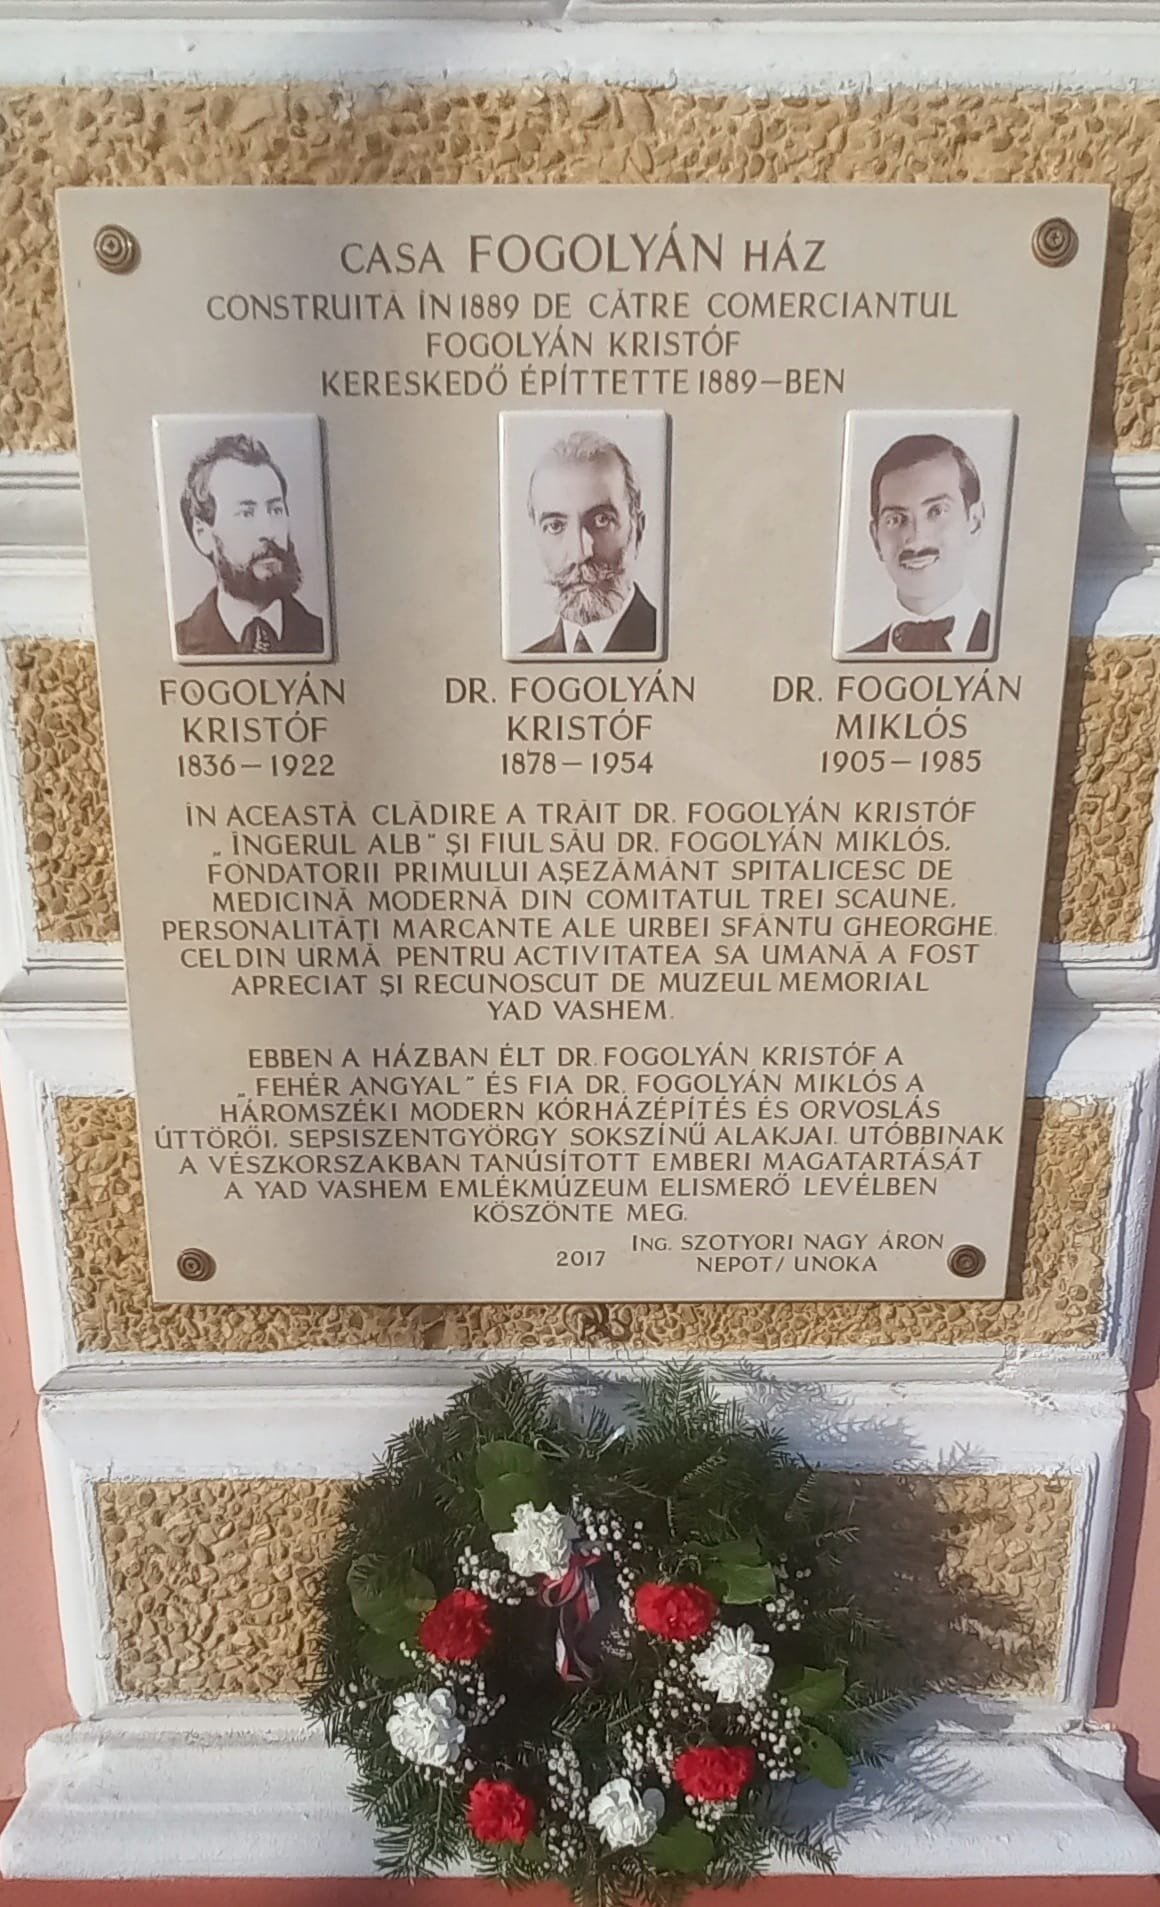 CASA FOGOLYÁN HÁZ
CONSTRUITĂ ÎN 1889 DE CĂTRE COMERCIANTUL
FOGOLYÁN KRISTÓF
KERESKEDŐ ÉPÍTTETTE 1889-BEN
FOGOLYÁN
KRISTÓF
1836-1922
DR. FOGOLYÁN
KRISTÓF
1878-1954
DR. FOGOLYÁN
MIKLÓS
1905-1985
ÎN ACEASTĂ CLĂDIRE A TRĂIT DR. FOGOLYÁN KRISTÓF
„ÎNGERUL ALB" ȘI FIUL SĂU DR. FOGOLYÁN MIKLÓS,
FONDATORII PRIMULUI AȘEZĂMÂNT SPITALICESC DE
MEDICINĂ MODERNĂ DIN COMITATUL TREI SCAUNE,
PERSONALITĂȚI MARCANTE ALE URBEI SFÂNTU GHEORGHE.
CEL DIN URMĂ PENTRU ACTIVITATEA SA UMANĂ A FOST
APRECIAT ȘI RECUNOSCUT DE MUZEUL MEMORIAL
YAD VASHEM.
EBBEN A HÁZBAN ÉLT DR. FOGOLYÁN KRISTÓF A
„FEHÉR ANGYAL" ÉS FIA DR. FOGOLYÁN MIKLÓS A
HÁROMSZÉKI MODERN KÓRHÁZÉPÍTÉS ÉS ORVOSLÁS
ÚTTÖRŐI, SEPSISZENTGYÖRGY SOKSZÍNŰ ALAKJAI. UTÓBBINAK
A VÉSZKORSZAKBAN TANÚSÍTOTT EMBERI MAGATARTÁSÁT
A YAD VASHEM EMLÉKMÚZEUM ELISMERŐ LEVÉLBEN
KÖSZÖNTE MEG.
2017
ING. SZOTYORI NAGY ÁRON
NEPOT/ UNOKA